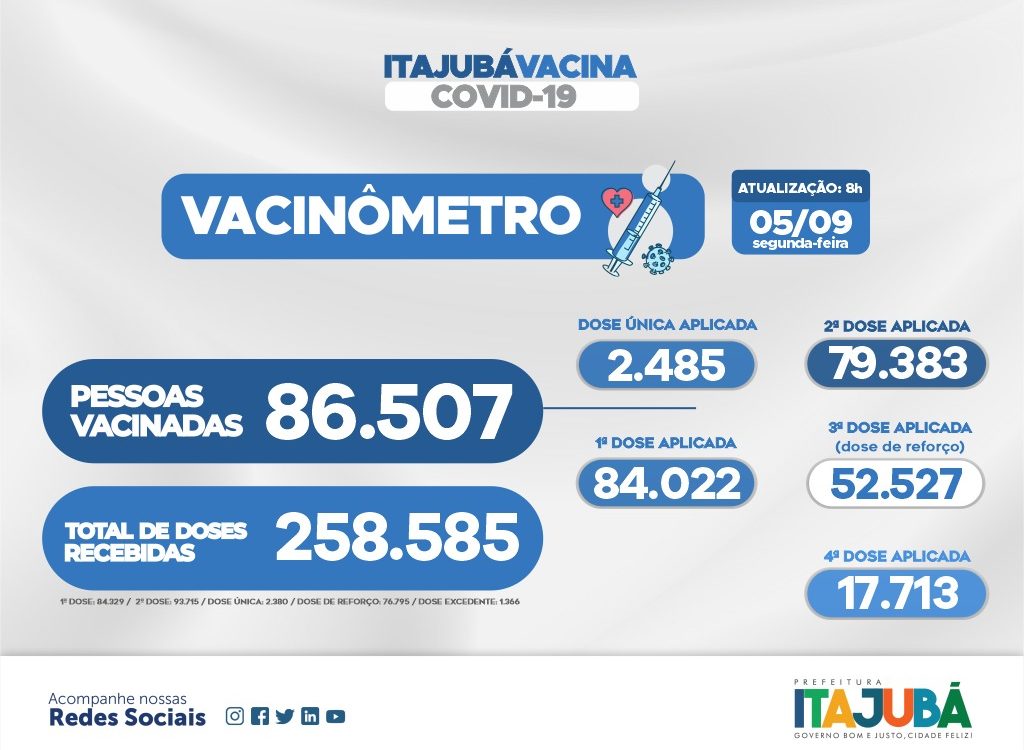 ITAJUBÁVACINA
COVID-19
VACINÔMETRO
ATUALIZAÇÃO: 8h
05/09
segunda-feira
PESSOAS
VACINADAS
86.507
DOSE ÚNICA APLICADA
2.485
1ª DOSE APLICADA
84.022
2ª DOSE APLICADA
79.383
3ª DOSE APLICADA
(dose de reforço)
52.527
4ª DOSE APLICADA
17.713
TOTAL DE DOSES
RECEBIDAS
258.585
1ª DOSE: 84.329 / 2ª DOSE: 93.715 / DOSE ÚNICA: 2.380 / DOSE DE REFORÇO: 76.795 / DOSE EXCEDENTE: 1.366
Acompanhe nossas
Redes Sociais
PREFEITURA
ITAJUBÁ
GOVERNO BOM E JUSTO, CIDADE FELIZ!